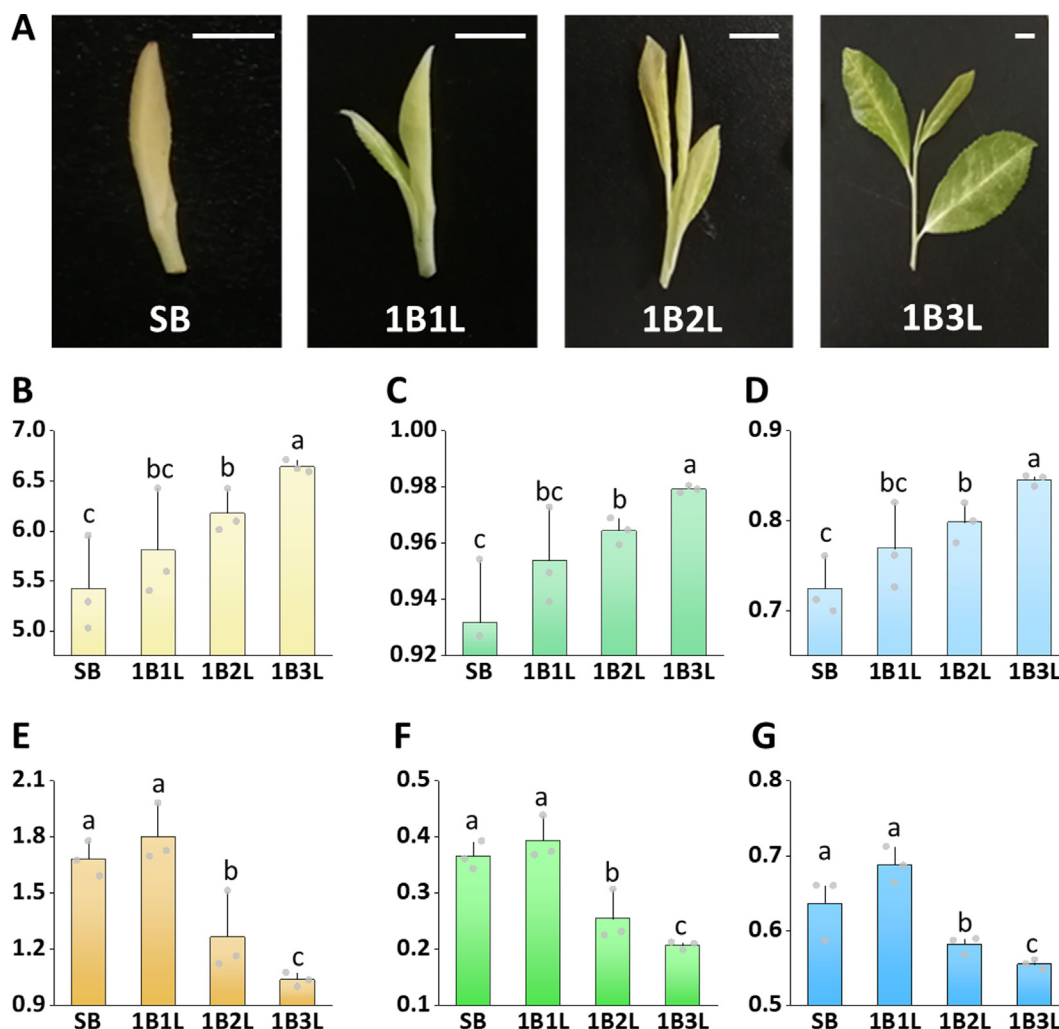 A
SB
1B1L
1B2L
1B3L
B
7.0
6.5
6.0
5.5
5.0
c
bc
b
a
SB 1B1L 1B2L 1B3L
C
1.00
0.98
0.96
0.94
0.92
c
bc
b
a
SB 1B1L 1B2L 1B3L
D
0.9
0.8
0.7
c
bc
b
a
SB 1B1L 1B2L 1B3L
E
2.1
1.8
1.5
1.2
0.9
a
a
b
c
SB 1B1L 1B2L 1B3L
F
0.5
0.4
0.3
0.2
0.1
a
a
b
c
SB 1B1L 1B2L 1B3L
G
0.8
0.7
0.6
0.5
a
a
b
c
SB 1B1L 1B2L 1B3L